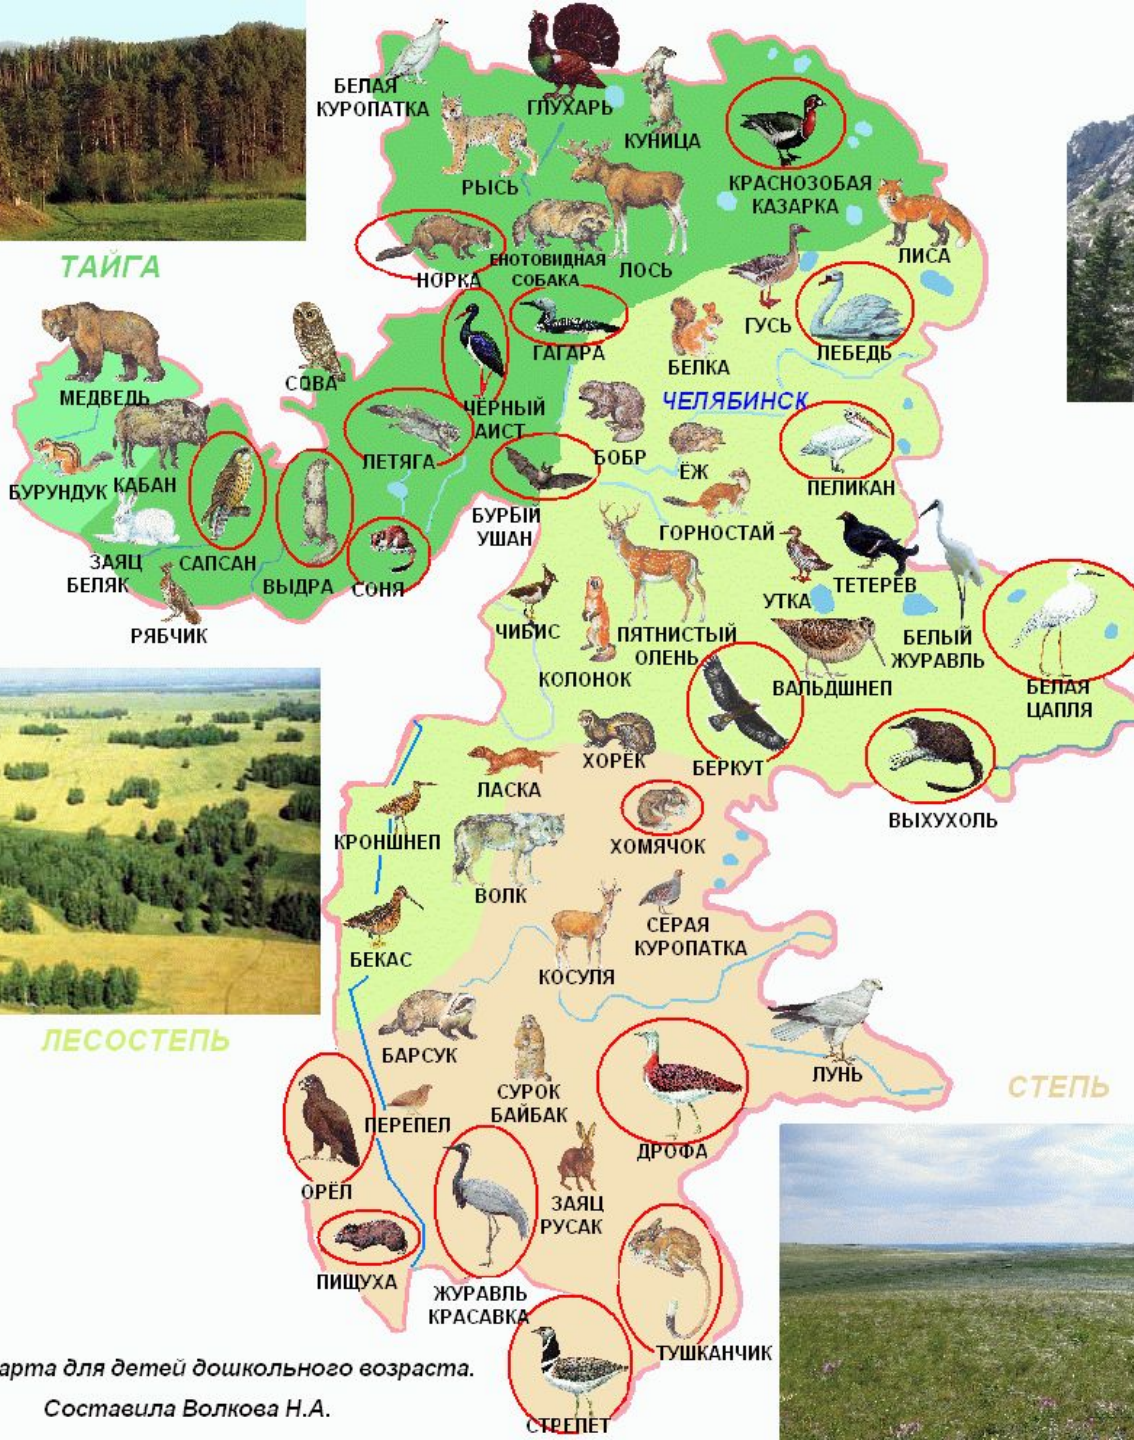 БЕЛАЯ
КУРОПАТКА
ГЛУХАРЬ
КУНИЦА
РЫСЬ
КРАСНОЗОБАЯ
КАЗАРКА
ЛИСА
ТАЙГА
НОРКА
ЕНОТОВИДНАЯ
СОБАКА
ЛОСЬ
ГУСЬ
ЛЕБЕДЬ
ГАГАРА
БЕЛКА
СОВА
МЕДВЕДЬ
ЧЁРНЫЙ
АИСТ
ЧЕЛЯБИНСК
БОБР
ЁЖ
ЛЕТЯГА
БУРУНДУК
КАБАН
ПЕЛИКАН
БУРЫЙ
УШАН
ГОРНОСТАЙ
ЗАЯЦ
БЕЛЯК
САПСАН
ВЫДРА
СОНЯ
ТЕТЕРЕВ
УТКА
РЯБЧИК
ЧИБИС
ПЯТНИСТЫЙ
ОЛЕНЬ
БЕЛЫЙ
ЖУРАВЛЬ
КОЛОНОК
ВАЛЬДШНЕП
БЕЛАЯ
ЦАПЛЯ
ХОРЁК
БЕРКУТ
ЛАСКА
ВЫХУХОЛЬ
КРОНШНЕП
ХОМЯЧОК
ВОЛК
СЕРАЯ
КУРОПАТКА
БЕКАС
КОСУЛЯ
ЛЕСОСТЕПЬ
БАРСУК
СУРОК
БАЙБАК
ЛУНЬ
СТЕПЬ
ПЕРЕПЕЛ
ДРОФА
ОРЁЛ
ЗАЯЦ
РУСАК
ПИЩУХА
ЖУРАВЛЬ
КРАСАВКА
ТУШКАНЧИК
СТРЕПЕТ
арта для детей дошкольного возраста.
Составила Волкова Н.А.